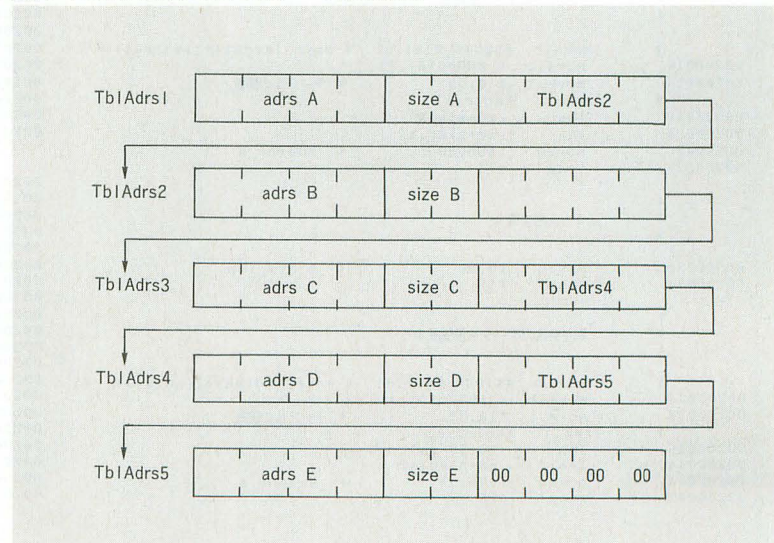 TblAdrs1 adrs A size A TblAdrs2
TblAdrs2 adrs B size B
TblAdrs3 adrs C size C TblAdrs4
TblAdrs4 adrs D size D TblAdrs5
TblAdrs5 adrs E size E 00 00 00 00